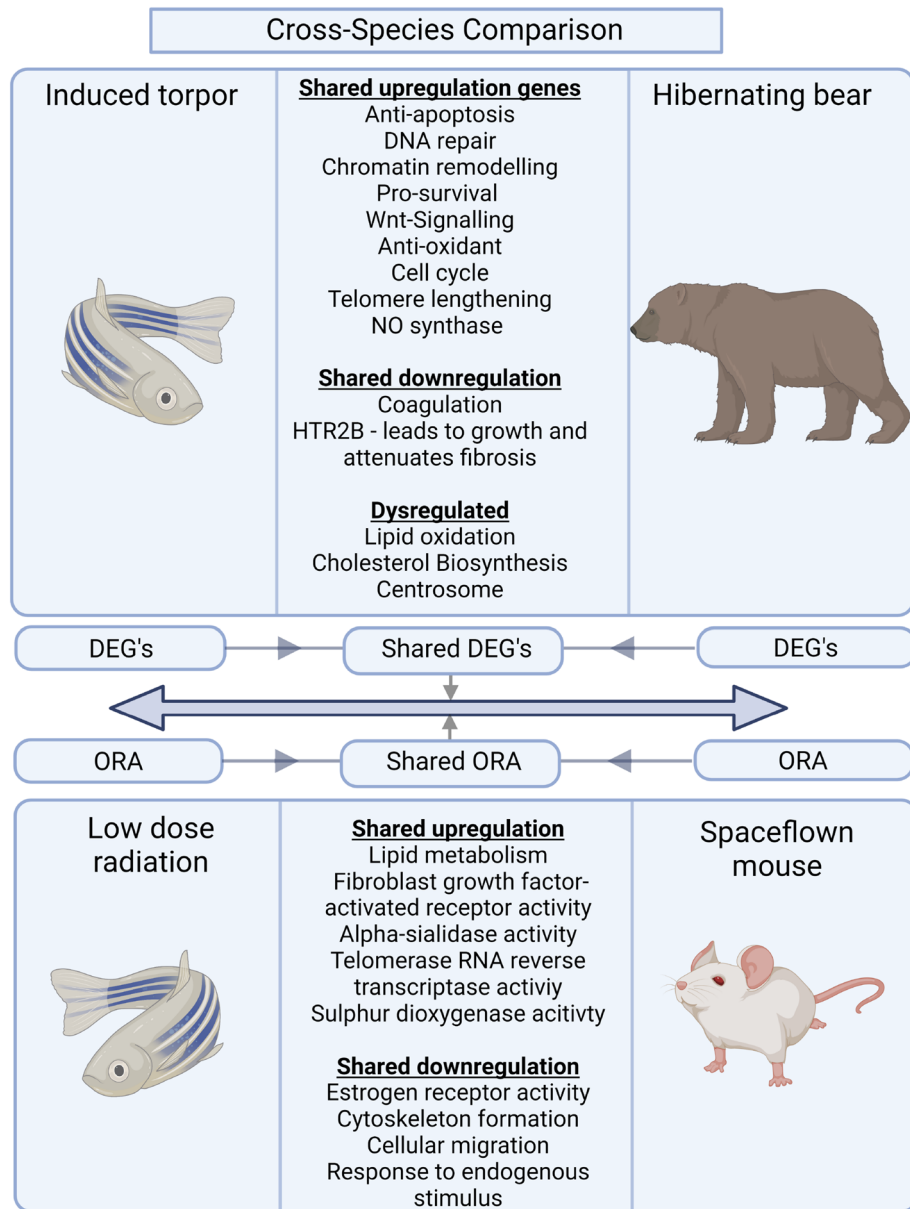 Cross-Species Comparison
Induced torpor
Shared upregulation genes
Anti-apoptosis
DNA repair
Chromatin remodelling
Pro-survival
Wnt-Signalling
Anti-oxidant
Cell cycle
Telomere lengthening
NO synthase
Shared downregulation
Coagulation
HTR2B - leads to growth and
attenuates fibrosis
Dysregulated
Lipid oxidation
Cholesterol Biosynthesis
Centrosome
Hibernating bear
DEG's
Shared DEG's
DEG's
ORA
Shared ORA
ORA
Low dose
radiation
Shared upregulation
Lipid metabolism
Fibroblast growth factor-
activated receptor activity
Alpha-sialidase activity
Telomerase RNA reverse
transcriptase activiy
Sulphur dioxygenase acitivty
Shared downregulation
Estrogen receptor activity
Cytoskeleton formation
Cellular migration
Response to endogenous
stimulus
Spaceflown
mouse